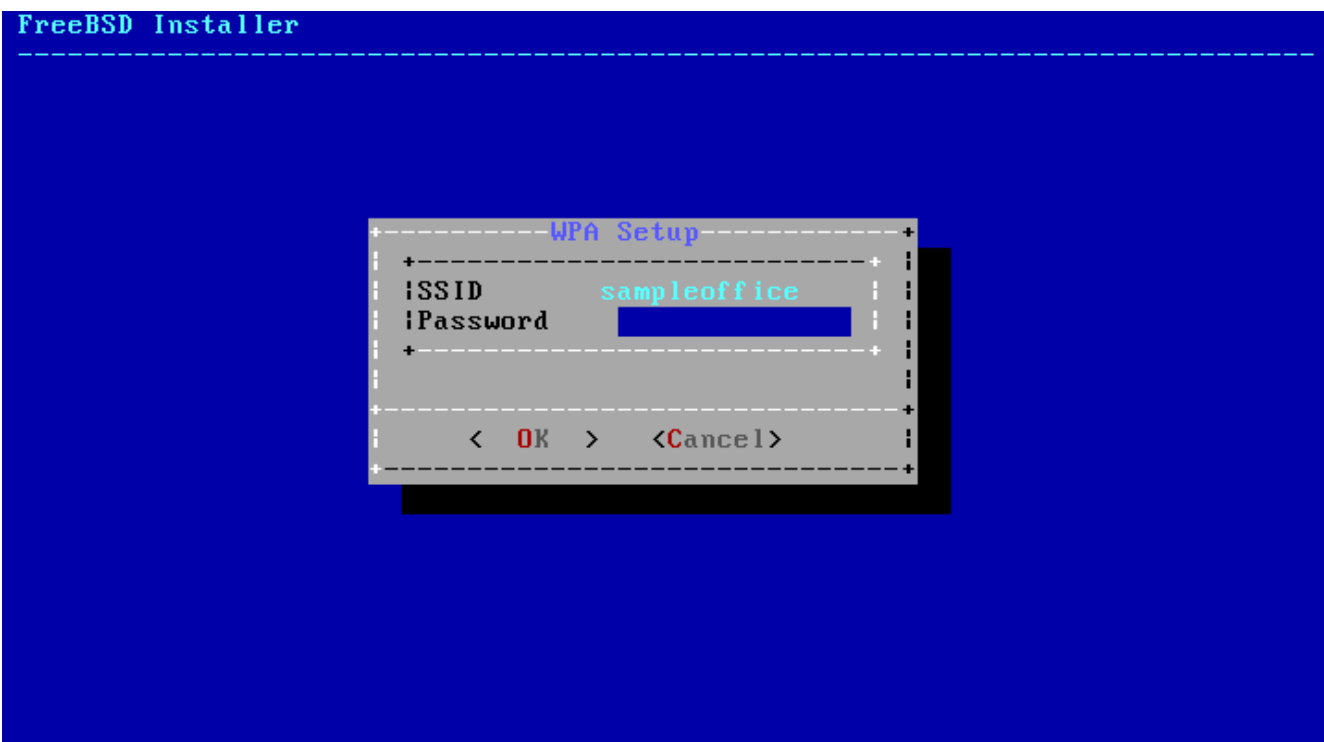 FreeBSD Installer
WPA Setup
SSID sampleoffice
Password
< OK > <Cancel>